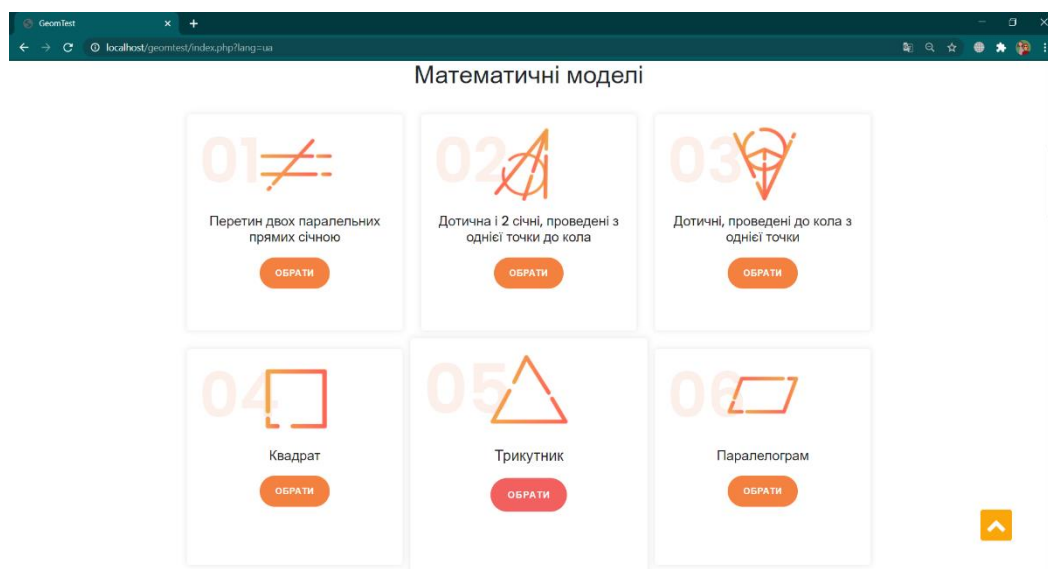 GeomTest
localhost/geomtest/index.php?lang=ua
Математичні моделі
01
Перетин двох паралельних
прямих січною
ОБРАТИ
02
Дотична і 2 січні, проведені з
однієї точки до кола
ОБРАТИ
03
Дотичні, проведені до кола з
однієї точки
ОБРАТИ
04
Квадрат
ОБРАТИ
05
Трикутник
ОБРАТИ
06
Паралелограм
ОБРАТИ